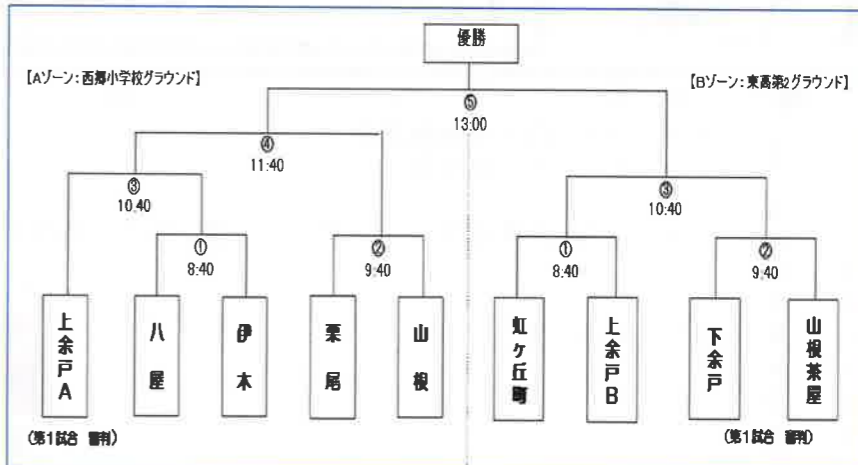 優勝
【Aゾーン：西郷小学校グラウンド】
【Bゾーン：東高第2グラウンド】
⑤
13:00
④
11:40
③
10.40
③
10:40
①
8:40
②
9:40
①
8:40
②
9:40
上余戸A
八屋
伊木
栗尾
山根
虹ヶ丘町
上余戸B
下余戸
山根茶屋
(第1試合 審判)
(第1試合 審判)